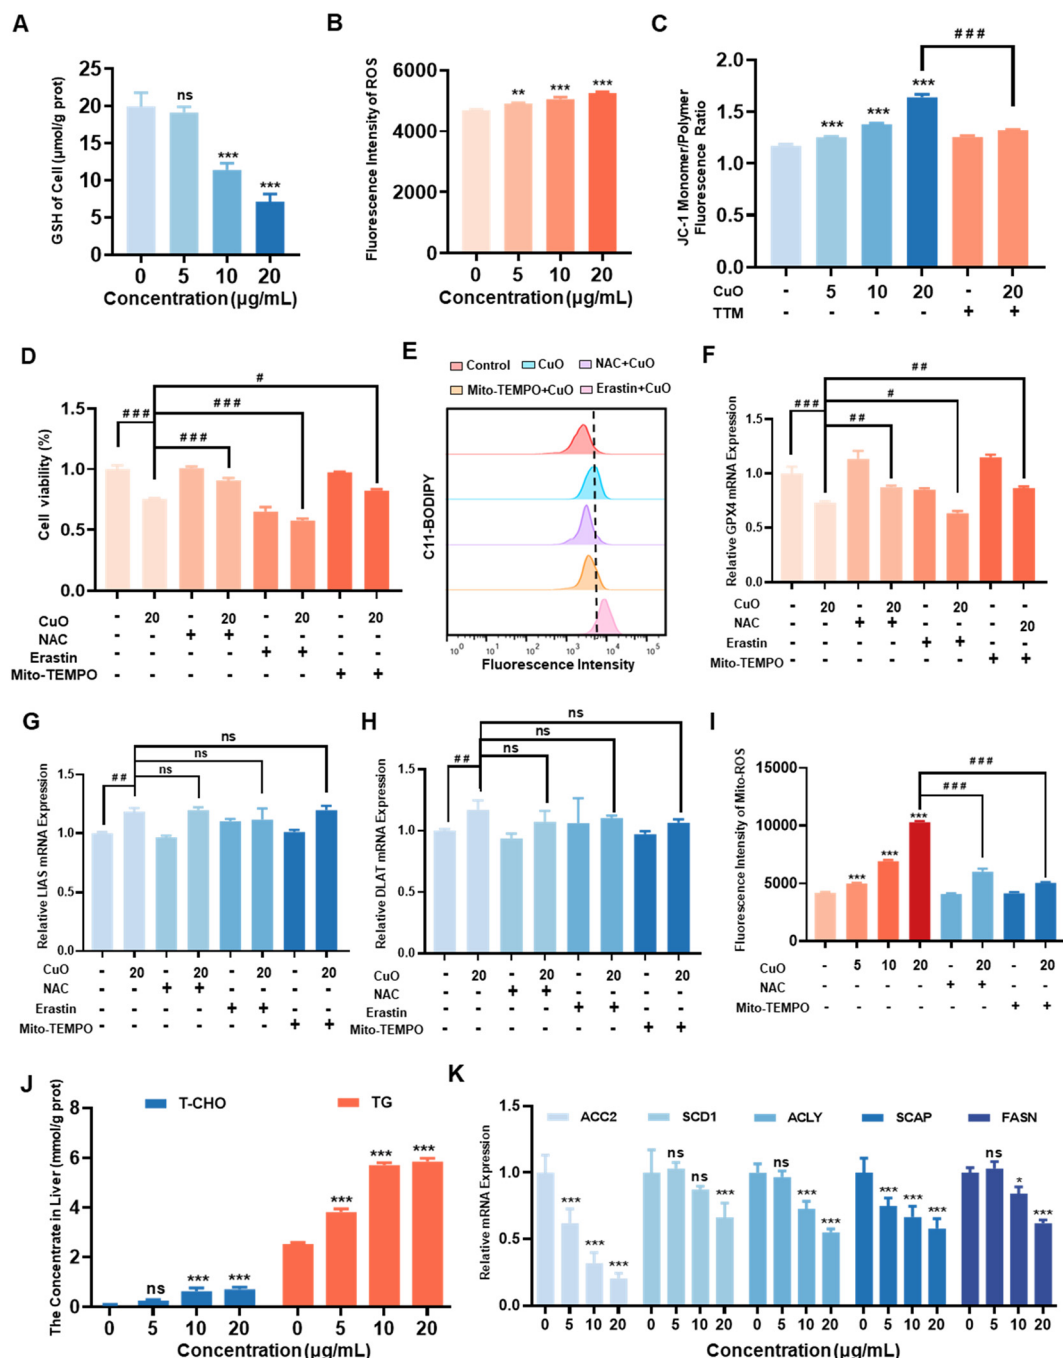 A
GSH of Cell (μmol/g prot)
25
20
15
10
5
0
ns
***
***
0 5 10 20
Concentration (μg/mL)
B
Fluorescence Intensity of ROS
6000
4000
2000
0
** *** ***
0 5 10 20
Concentration (μg/mL)
C
JC-1 Monomer/Polymer
Fluorescence Ratio
2.0
1.5
1.0
0.5
0.0
###
*** *** ***
CuO - 5 10 20 - 20
TTM - - - - + +
D
Cell viability (%)
1.5
1.0
0.5
0.0
#
###
###
###
CuO - 20 - 20 - 20 - 20
NAC - - + + - - - -
Erastin - - - - + + - -
Mito-TEMPO - - - - - - + +
E
Control CuO NAC+CuO
Mito-TEMPO+CuO Erastin+CuO
C11-BODIPY
10⁰ 10¹ 10² 10³ 10⁴ 10⁵
Fluorescence Intensity
F
Relative GPX4 mRNA Expression
1.5
1.0
0.5
0.0
##
#
###
##
CuO - 20 - 20 - 20 - -
NAC - - + + - - - 20
Erastin - - - - + + - -
Mito-TEMPO - - - - - - + +
G
Relative LIAS mRNA Expression
1.5
1.0
0.5
0.0
ns
ns
##
ns
CuO - 20 - 20 - 20 - 20
NAC - - + + - - - -
Erastin - - - - + + - -
Mito-TEMPO - - - - - - + +
H
Relative DLAT mRNA Expression
1.5
1.0
0.5
0.0
ns
ns
##
ns
CuO - 20 - 20 - 20 - 20
NAC - - + + - - - -
Erastin - - - - + + - -
Mito-TEMPO - - - - - - + +
I
Fluorescence Intensity of Mito-ROS
15000
10000
5000
0
###
###
*** *** ***
CuO - 5 10 20 - 20 - 20
NAC - - - - + + - -
Mito-TEMPO - - - - - - + +
J
The Concentrate in Liver (mmol/g prot)
8
6
4
2
0
T-CHO TG
ns *** *** *** *** ***
0 5 10 20 0 5 10 20
Concentration (μg/mL)
K
Relative mRNA Expression
1.5
1.0
0.5
0.0
ACC2 SCD1 ACLY SCAP FASN
*** *** *** ns ns *** ns *** *** *** *** *** ns * ***
0 5 10 20 0 5 10 20 0 5 10 20 0 5 10 20 0 5 10 20
Concentration (μg/mL)